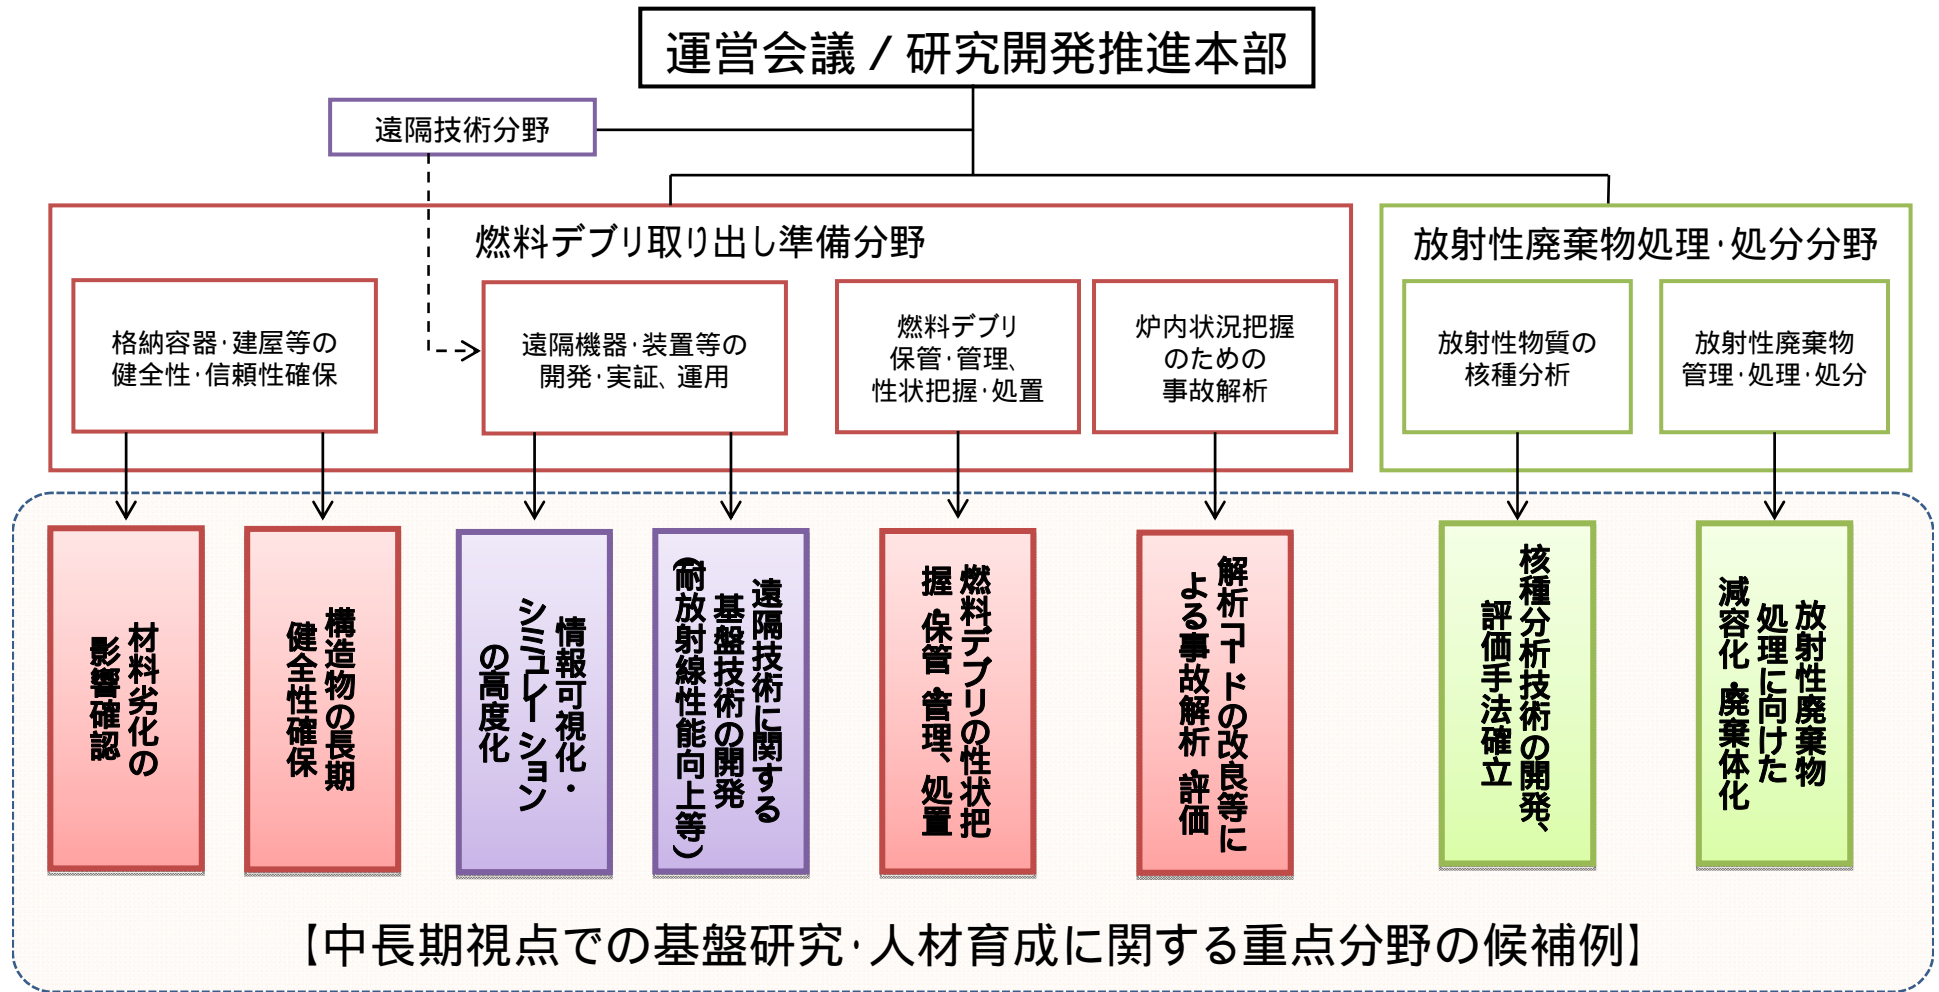 運営会議 / 研究開発推進本部
遠隔技術分野
燃料デブリ取り出し準備分野
放射性廃棄物処理･処分分野
格納容器･建屋等の
健全性･信頼性確保
遠隔機器･装置等の
開発･実証、運用
燃料デブリ
保管･管理、
性状把握･処置
炉内状況把握
のための
事故解析
放射性物質の
核種分析
放射性廃棄物
管理･処理･処分
材料劣化の
影響確認
構造物の長期
健全性確保
情報可視化・
シミュレーション
の高度化
遠隔技術に関する
基盤技術の開発
(耐放射線性能向上等)
燃料デブリの性状把
握・保管・管理、処置
解析コードの改良等に
よる事故解析・評価
核種分析技術の開発、
評価手法確立
放射性廃棄物
処理に向けた
減容化・廃棄体化
【中長期視点での基盤研究･人材育成に関する重点分野の候補例】